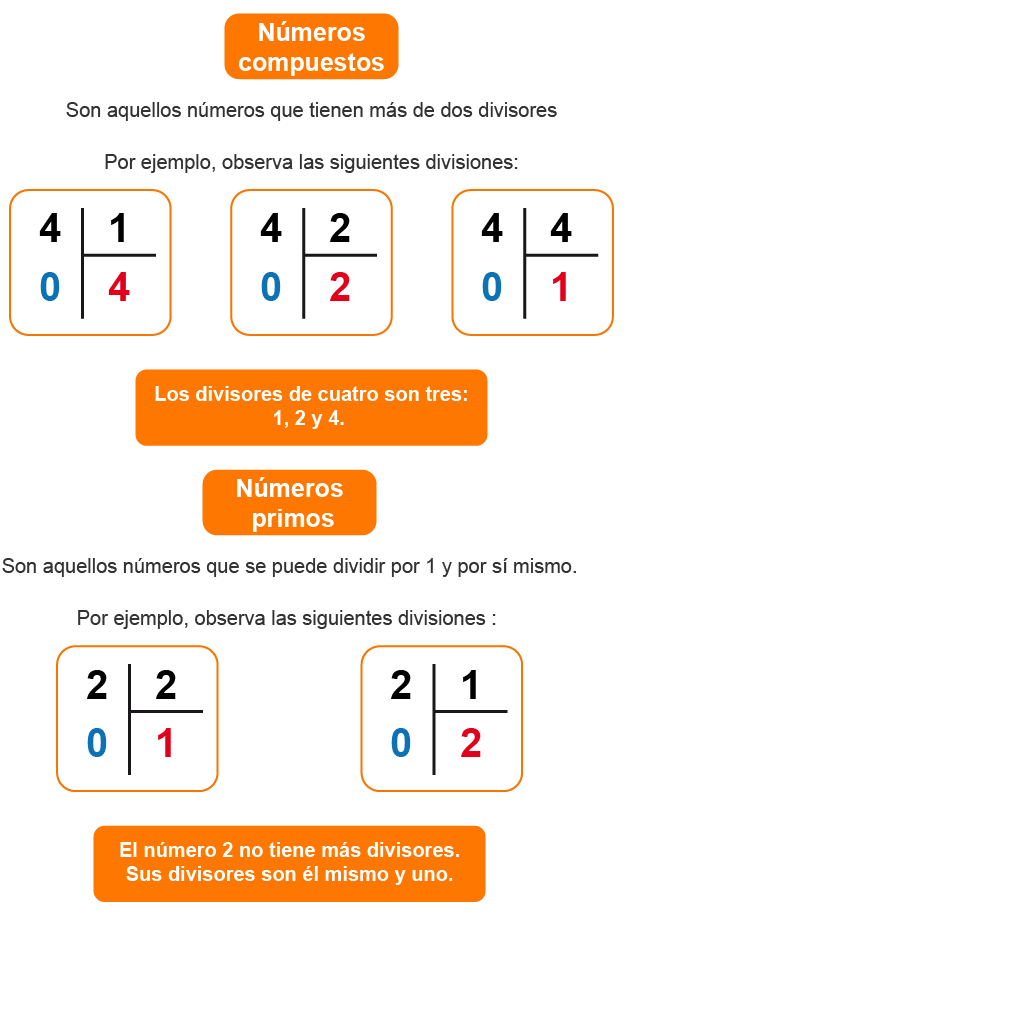 Números
compuestos
Son aquellos números que tienen más de dos divisores
Por ejemplo, observa las siguientes divisiones:
4 1 4 2 4 4
0 4 0 2 0 1
Los divisores de cuatro son tres:
1, 2 y 4.
Números
primos
Son aquellos números que se puede dividir por 1 y por sí mismo.
Por ejemplo, observa las siguientes divisiones :
2 2 2 1
0 1 0 2
El número 2 no tiene más divisores.
Sus divisores son él mismo y uno.